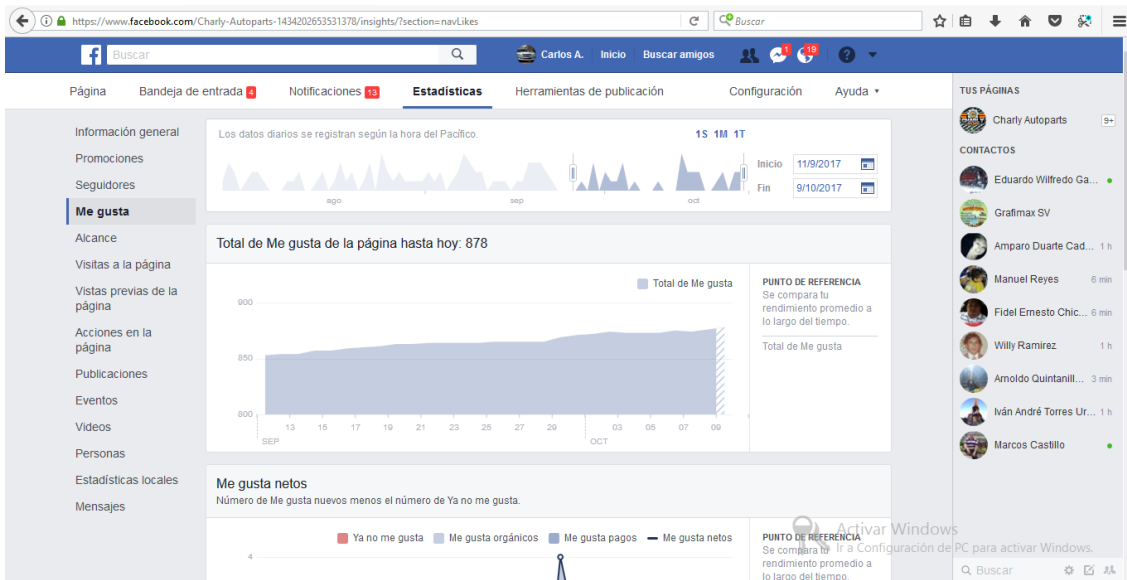 https://www.facebook.com/Charly-Autoparts-1434202653531378/insights/?section=navLikes
Buscar
Buscar
Carlos A.
Inicio
Buscar amigos
1
19
Página
Bandeja de entrada 4
Notificaciones 13
Estadísticas
Herramientas de publicación
Configuración
Ayuda
Información general
Promociones
Seguidores
Me gusta
Alcance
Visitas a la página
Vistas previas de la
página
Acciones en la
página
Publicaciones
Eventos
Videos
Personas
Estadísticas locales
Mensajes
Los datos diarios se registran según la hora del Pacífico.
1S 1M 1T
ago
sep
oct
Inicio 11/9/2017
Fin 9/10/2017
Total de Me gusta de la página hasta hoy: 878
Total de Me gusta
900
850
800
13 15 17 19 21 23 25 27 29 03 05 07 09
SEP OCT
PUNTO DE REFERENCIA
Se compara tu
rendimiento promedio a
lo largo del tiempo.
Total de Me gusta
Me gusta netos
Número de Me gusta nuevos menos el número de Ya no me gusta.
Ya no me gusta
Me gusta orgánicos
Me gusta pagos
Me gusta netos
4
PUNTO DE REFERENCIA
Se compara tu
rendimiento promedio a
lo largo del tiempo.
TUS PÁGINAS
Charly Autoparts 9+
CONTACTOS
Eduardo Wilfredo Ga...
Grafimax SV
Amparo Duarte Cad... 1 h
Manuel Reyes 6 min
Fidel Ernesto Chic... 6 min
Willy Ramirez 1 h
Arnoldo Quintanill... 3 min
Iván André Torres Ur... 1 h
Marcos Castillo
Activar Windows
Ir a Configuración de PC para activar Windows.
Buscar